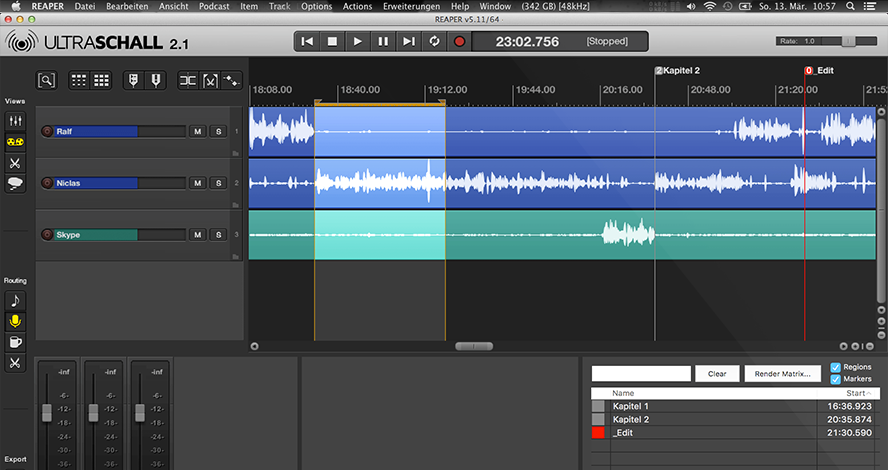 REAPER Datei Bearbeiten Ansicht Podcast Item Track Optionen Actions Erweiterungen Help Window (342 GB) [48kHz] So. 13. Mär. 10:57
REAPER v5.11/64
ULTRASCHALL 2.1
23:02.756 [Stopped]
Rate: 1.0
2 Kapitel 2 0 _Edit
18:08.00 18:40.00 19:12.00 19:44.00 20:16.00 20:48.00 21:20.00 21:52
Views
Ralf M S 1
Niclas M S 2
Skype M S 3
Routing
Export
-inf -inf -inf
-6- -6- -6-
-12- -12- -12-
-18- -18- -18-
-24- -24- -24-
-30- -30- -30-
-36- -36- -36-
Clear Render Matrix... Regions
Markers
Name Start
Kapitel 1 16:36.923
Kapitel 2 20:35.874
_Edit 21:30.590